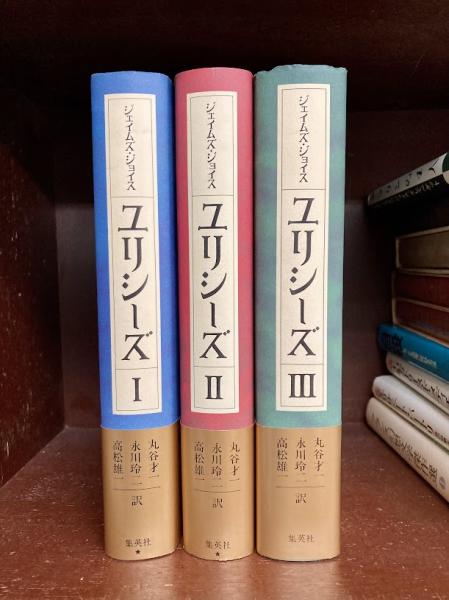 ジェイムズ・ジョイス
ユリシーズ
I
丸谷才一
永川玲二
高松雄一
訳
集英社
ジェイムズ・ジョイス
ユリシーズ
II
丸谷才一
永川玲二
高松雄一
訳
集英社
ジェイムズ・ジョイス
ユリシーズ
III
丸谷才一
永川玲二
高松雄一
訳
集英社